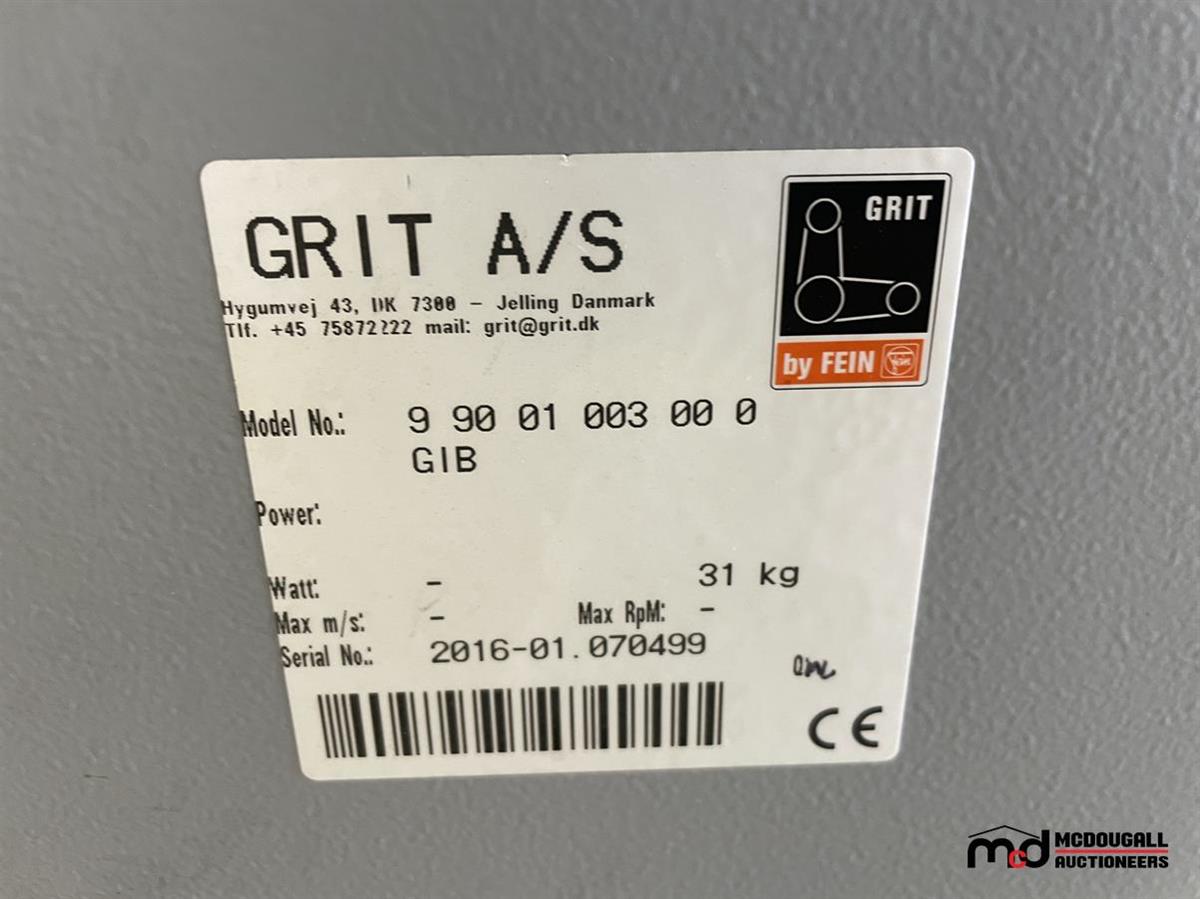 GRIT A/S
Hygumvej 43, DK 7300 – Jelling Danmark
Tlf. +45 75872222 mail: grit@grit.dk
GRIT
by FEIN
Model No.: 9 90 01 003 00 0
GIB
Power:
Watt: - 31 kg
Max m/s: - Max RpM: -
Serial No.: 2016-01.070499
CE
mcd MCDOUGALL
AUCTIONEERS